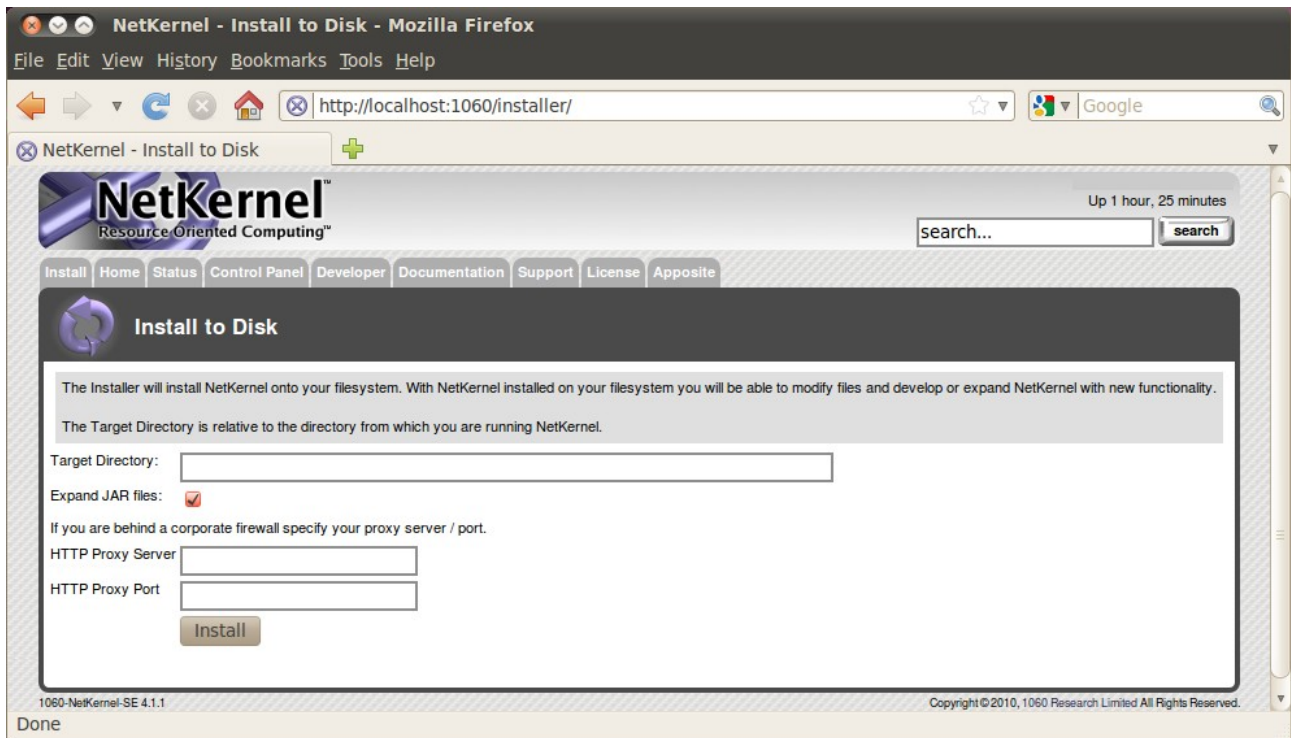 NetKernel - Install to Disk - Mozilla Firefox
File Edit View History Bookmarks Tools Help
http://localhost:1060/installer/
Google
NetKernel - Install to Disk
NetKernel™
Resource Oriented Computing™
Up 1 hour, 25 minutes
search...
search
Install Home Status Control Panel Developer Documentation Support License Apposite
Install to Disk
The Installer will install NetKernel onto your filesystem. With NetKernel installed on your filesystem you will be able to modify files and develop or expand NetKernel with new functionality.
The Target Directory is relative to the directory from which you are running NetKernel.
Target Directory:
Expand JAR files:
If you are behind a corporate firewall specify your proxy server / port.
HTTP Proxy Server
HTTP Proxy Port
Install
1060-NetKernel-SE 4.1.1
Copyright © 2010, 1060 Research Limited All Rights Reserved.
Done